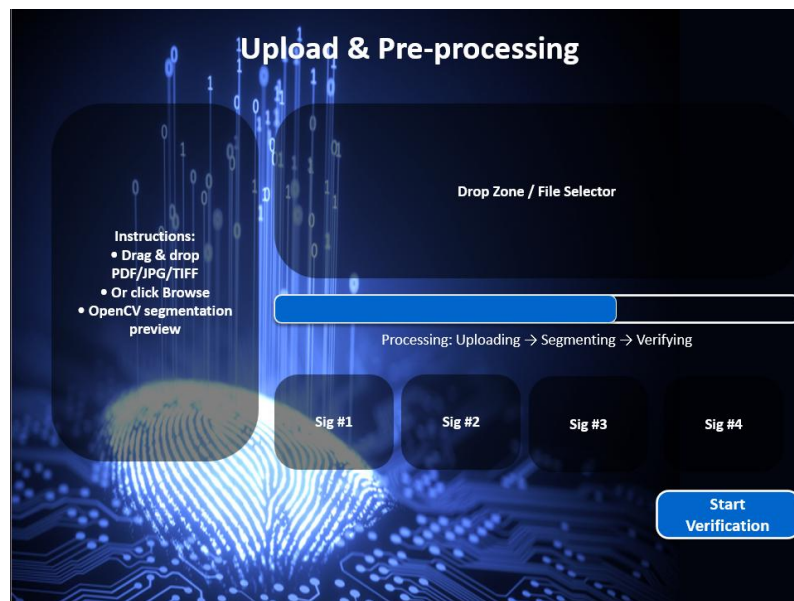 Upload & Pre-processing
Instructions:
• Drag & drop
PDF/JPG/TIFF
• Or click Browse
• OpenCV segmentation
preview
Drop Zone / File Selector
Processing: Uploading → Segmenting → Verifying
Sig #1
Sig #2
Sig #3
Sig #4
Start
Verification